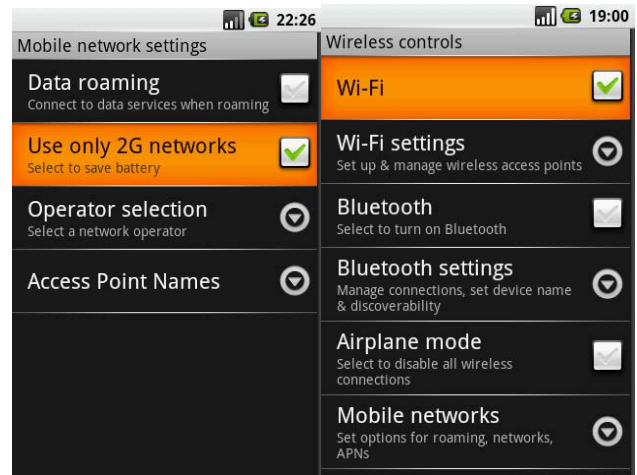 22:26
Mobile network settings
Data roaming
Connect to data services when roaming
Use only 2G networks
Select to save battery
Operator selection
Select a network operator
Access Point Names
19:00
Wireless controls
Wi-Fi
Wi-Fi settings
Set up & manage wireless access points
Bluetooth
Select to turn on Bluetooth
Bluetooth settings
Manage connections, set device name
& discoverability
Airplane mode
Select to disable all wireless
connections
Mobile networks
Set options for roaming, networks,
APNs